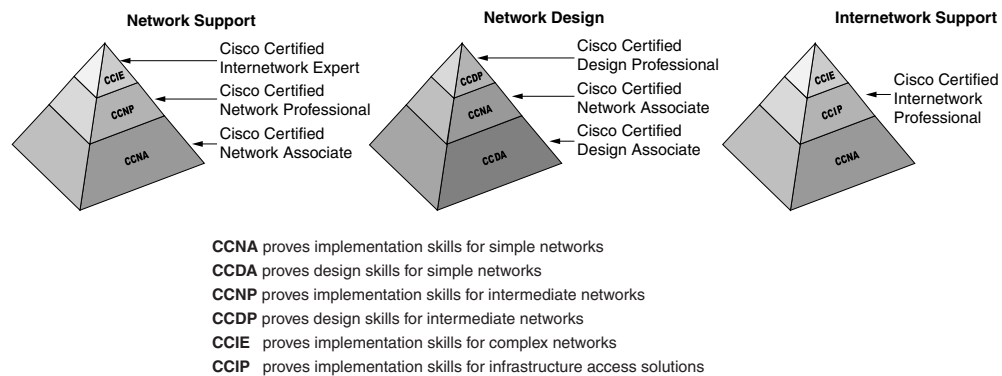 Network Support
CCIE
CCNP
CCNA
Cisco Certified
Internetwork Expert
Cisco Certified
Network Professional
Cisco Certified
Network Associate
Network Design
CCDP
CCNA
CCDA
Cisco Certified
Design Professional
Cisco Certified
Network Associate
Cisco Certified
Design Associate
Internetwork Support
CCIE
CCIP
CCNA
Cisco Certified
Internetwork
Professional
CCNA proves implementation skills for simple networks
CCDA proves design skills for simple networks
CCNP proves implementation skills for intermediate networks
CCDP proves design skills for intermediate networks
CCIE proves implementation skills for complex networks
CCIP proves implementation skills for infrastructure access solutions